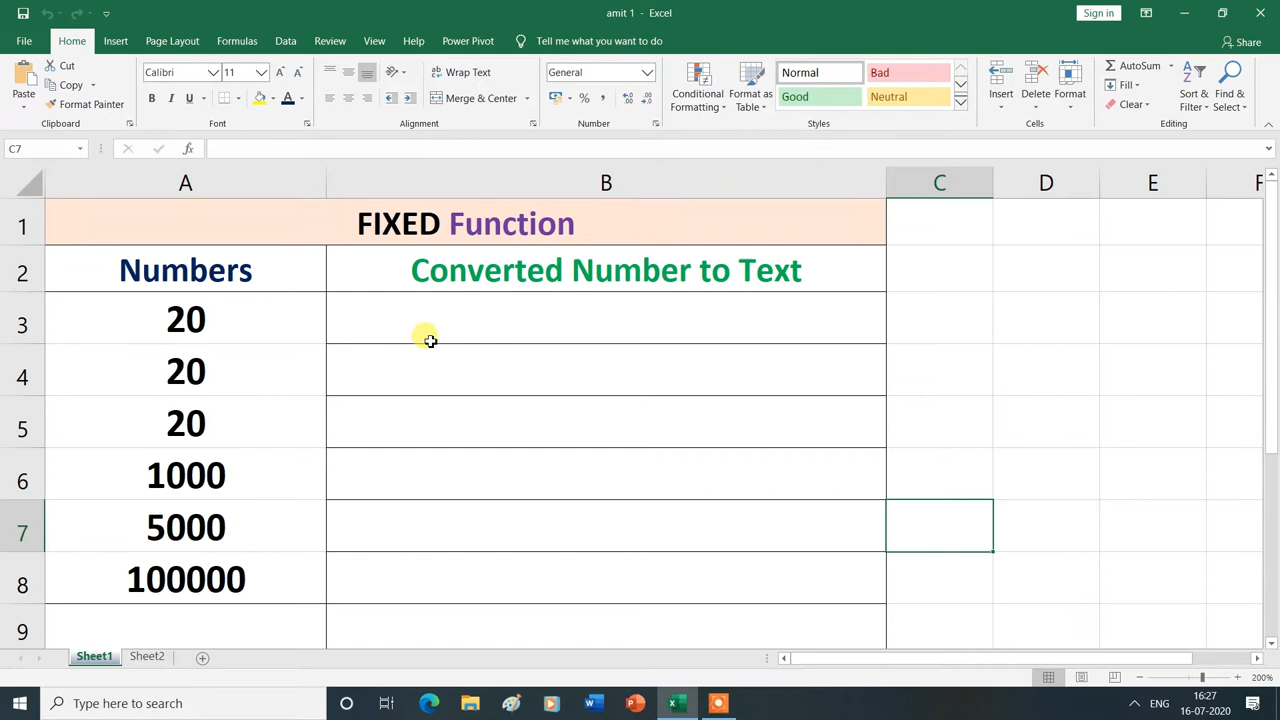 amit 1 - Excel
Sign in
File Home Insert Page Layout Formulas Data Review View Help Power Pivot Tell me what you want to do Share
Paste
Cut
Copy
Format Painter
Clipboard
Calibri 11
B I U
Font
Wrap Text
Merge & Center
Alignment
General
%
Number
Conditional Formatting
Format as Table
Normal Bad
Good Neutral
Styles
Insert Delete Format
Cells
AutoSum
Fill
Clear
Sort & Filter
Find & Select
Editing
C7 fx
A B C D E F
1 FIXED Function
2 Numbers Converted Number to Text
3 20
4 20
5 20
6 1000
7 5000
8 100000
9
Sheet1 Sheet2
200%
Type here to search
ENG
16:27
16-07-2020